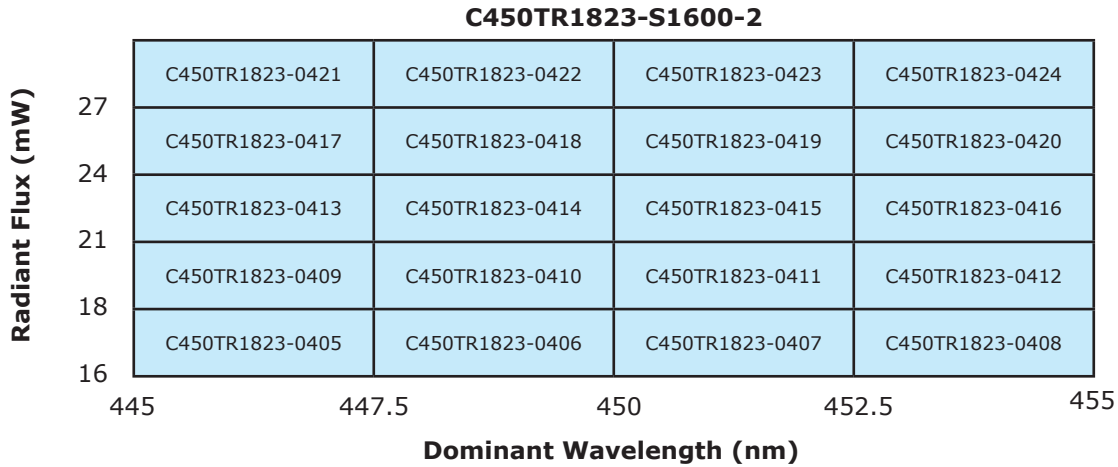 C450TR1823-S1600-2
C450TR1823-0421 C450TR1823-0422 C450TR1823-0423 C450TR1823-0424
27
C450TR1823-0417 C450TR1823-0418 C450TR1823-0419 C450TR1823-0420
24
C450TR1823-0413 C450TR1823-0414 C450TR1823-0415 C450TR1823-0416
21
C450TR1823-0409 C450TR1823-0410 C450TR1823-0411 C450TR1823-0412
18
C450TR1823-0405 C450TR1823-0406 C450TR1823-0407 C450TR1823-0408
16
445 447.5 450 452.5 455
Dominant Wavelength (nm)
Radiant Flux (mW)